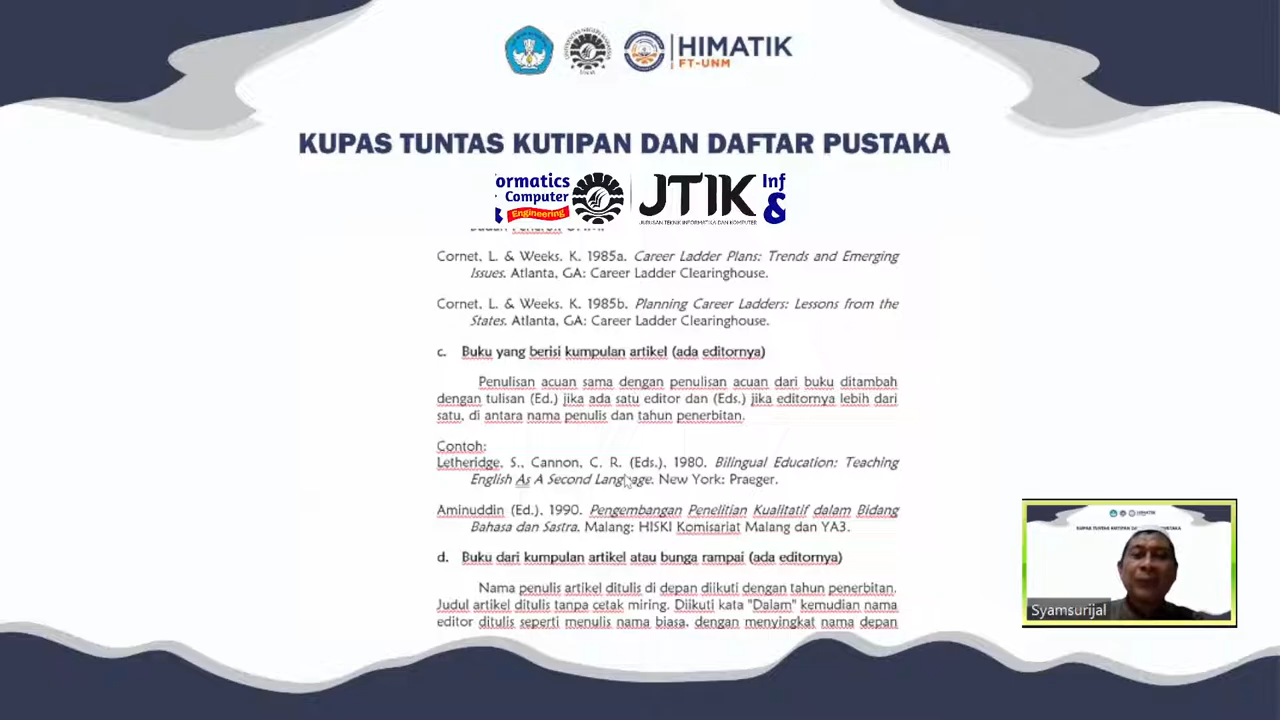 HIMATIK
FT-UNM
KUPAS TUNTAS KUTIPAN DAN DAFTAR PUSTAKA
ormatics
Computer
&
Engineering
JTIK
JURUSAN TEKNIK INFORMATIKA DAN KOMPUTER
Inf
&
Cornet, L. & Weeks. K. 1985a. Career Ladder Plans: Trends and Emerging
Issues. Atlanta, GA: Career Ladder Clearinghouse.
Cornet, L. & Weeks. K. 1985b. Planning Career Ladders: Lessons from the
States. Atlanta, GA: Career Ladder Clearinghouse.
c. Buku yang berisi kumpulan artikel (ada editornya)
Penulisan acuan sama dengan penulisan acuan dari buku ditambah
dengan tulisan (Ed.) jika ada satu editor dan (Eds.) jika editornya lebih dari
satu, di antara nama penulis dan tahun penerbitan.
Contoh:
Letheridge, S., Cannon, C. R. (Eds.), 1980. Bilingual Education: Teaching
English As A Second Language. New York: Praeger.
Aminuddin (Ed.). 1990. Pengembangan Penelitian Kualitatif dalam Bidang
Bahasa dan Sastra. Malang: HISKI Komisariat Malang dan YA3.
d. Buku dari kumpulan artikel atau bunga rampai (ada editornya)
Nama penulis artikel ditulis di depan diikuti dengan tahun penerbitan.
Judul artikel ditulis tanpa cetak miring. Diikuti kata "Dalam" kemudian nama
editor ditulis seperti menulis nama biasa, dengan menyingkat nama depan
Syamsurijal